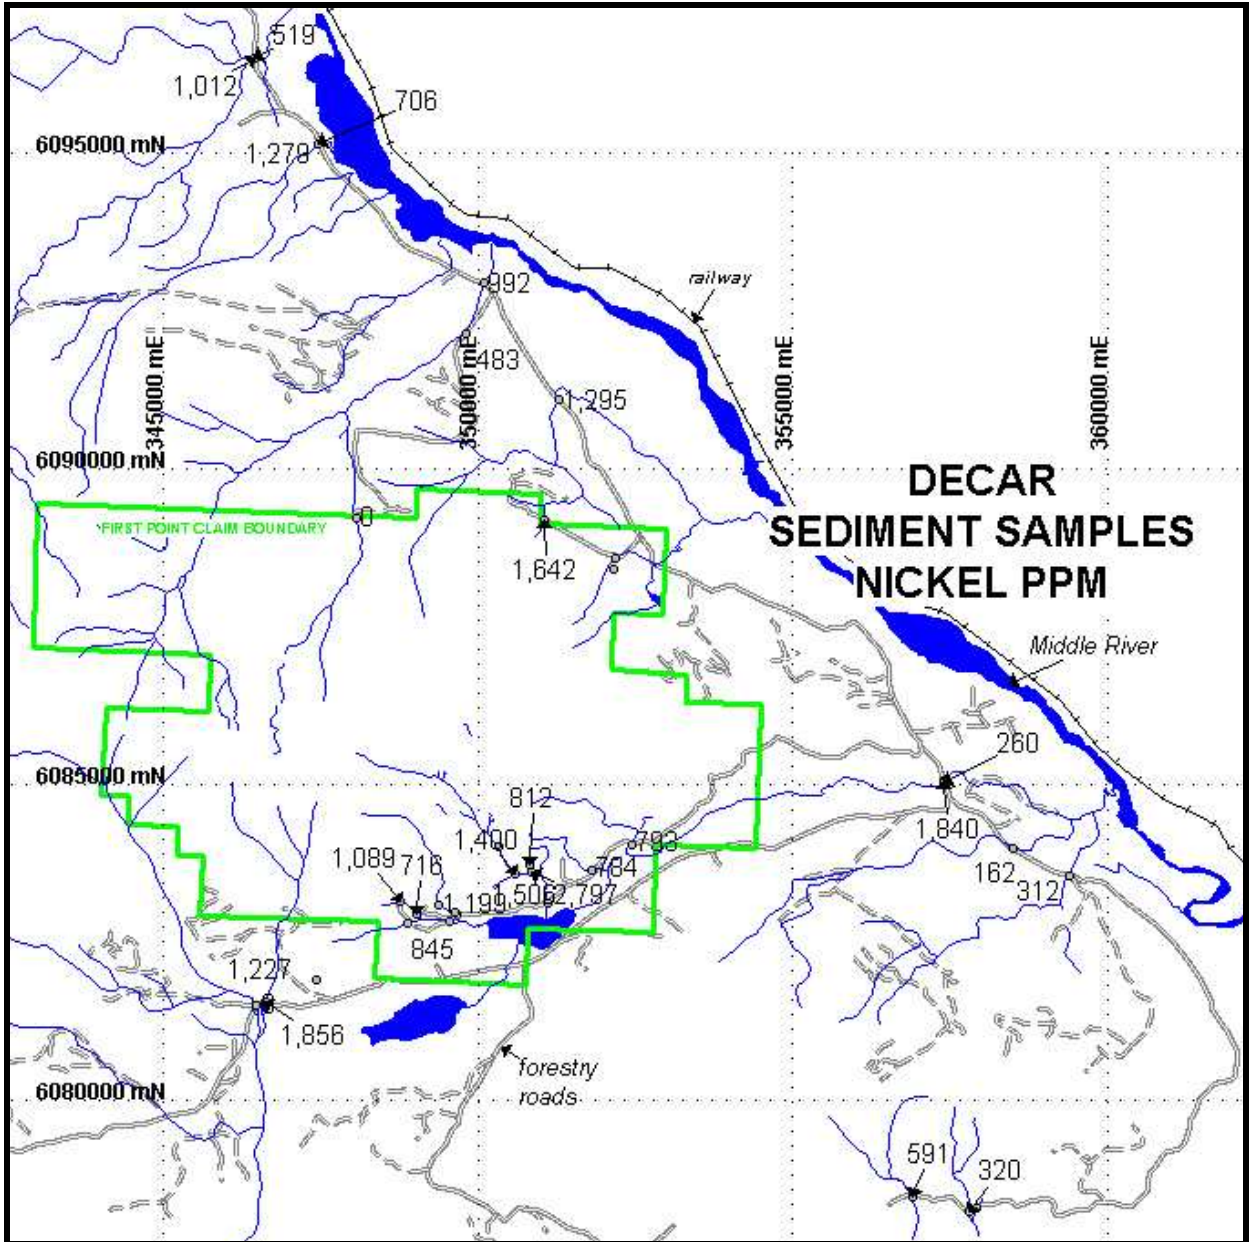 519
1,012
706
6095000 mN
1,279
railway
992
345000 mE
350000 mE
355000 mE
360000 mE
483
1,295
6090000 mN
DECAR
SEDIMENT SAMPLES
NICKEL PPM
FIRST POINT CLAIM BOUNDARY
0
1,642
Middle River
260
6085000 mN
812
1,840
1,400
793
1,089
716
784
162
312
1,199
1,506
2,797
845
1,227
1,856
forestry
roads
6080000 mN
591
320